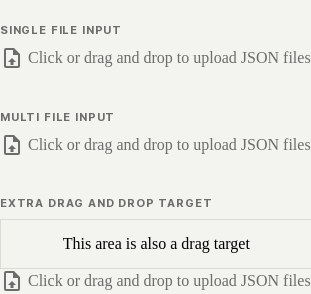 SINGLE FILE INPUT
Click or drag and drop to upload JSON files
MULTI FILE INPUT
Click or drag and drop to upload JSON files
EXTRA DRAG AND DROP TARGET
This area is also a drag target
Click or drag and drop to upload JSON files